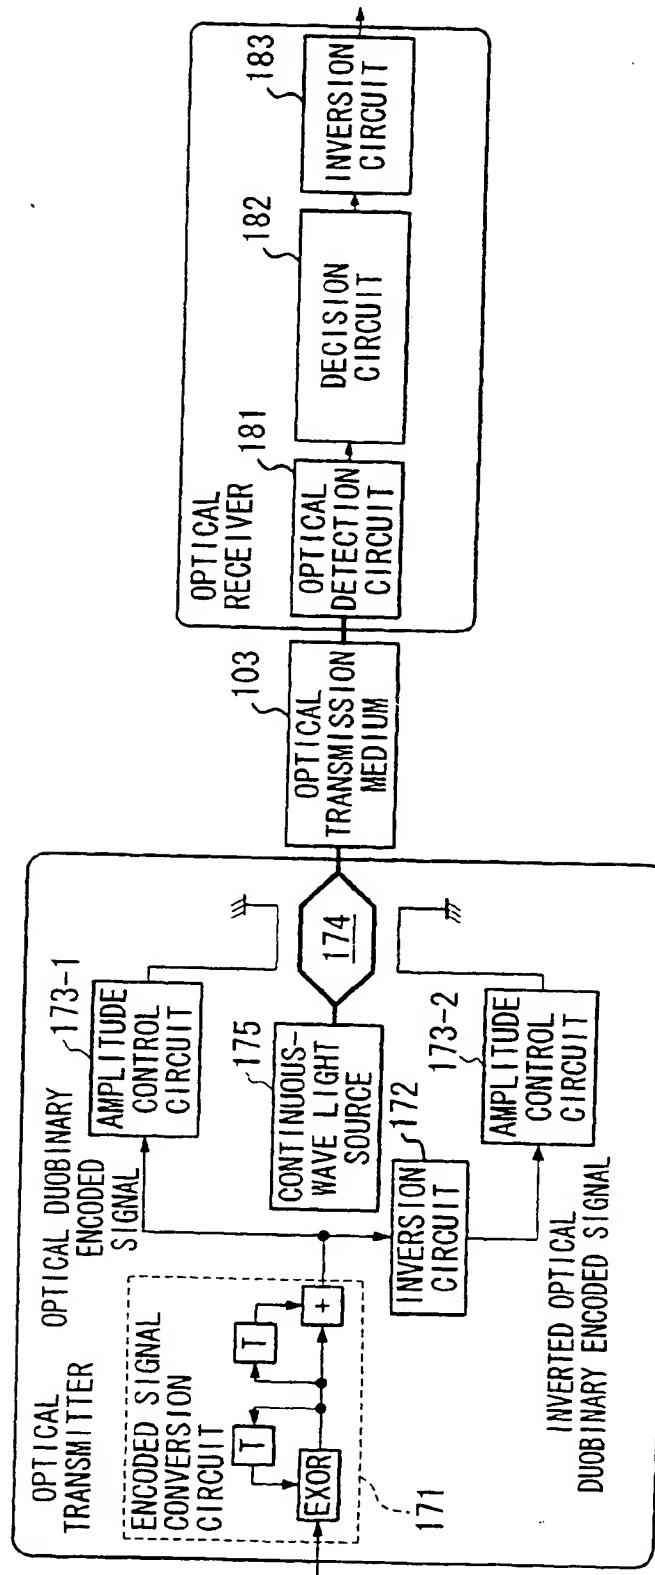 OPTICAL
TRANSMITTER
ENCODED SIGNAL
CONVERSION
CIRCUIT
EXOR
T
T
+
171
OPTICAL DUOBINARY
ENCODED
SIGNAL
173-1
AMPLITUDE
CONTROL
CIRCUIT
175
CONTINUOUS-
WAVE LIGHT
SOURCE
174
172
INVERSION
CIRCUIT
173-2
AMPLITUDE
CONTROL
CIRCUIT
INVERTED OPTICAL
DUOBINARY ENCODED SIGNAL
103
OPTICAL
TRANSMISSION
MEDIUM
OPTICAL
RECEIVER
181
OPTICAL
DETECTION
CIRCUIT
182
DECISION
CIRCUIT
183
INVERSION
CIRCUIT